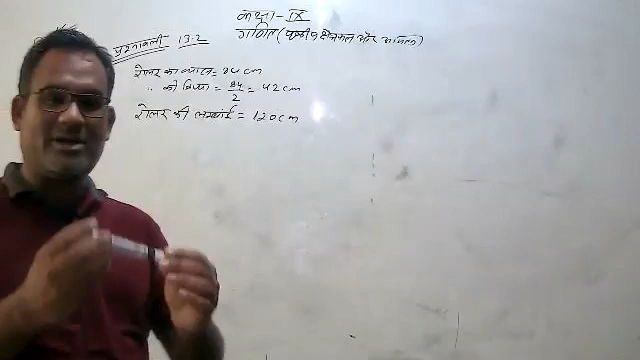 कक्षा - IX
गणित (पृष्ठीय क्षेत्रफल और आयतन)
प्रश्नावली 13.2
रोलर का व्यास = 84 cm
∴ की त्रिज्या = 84/2 = 42 cm
रोलर की लम्बाई = 120 cm